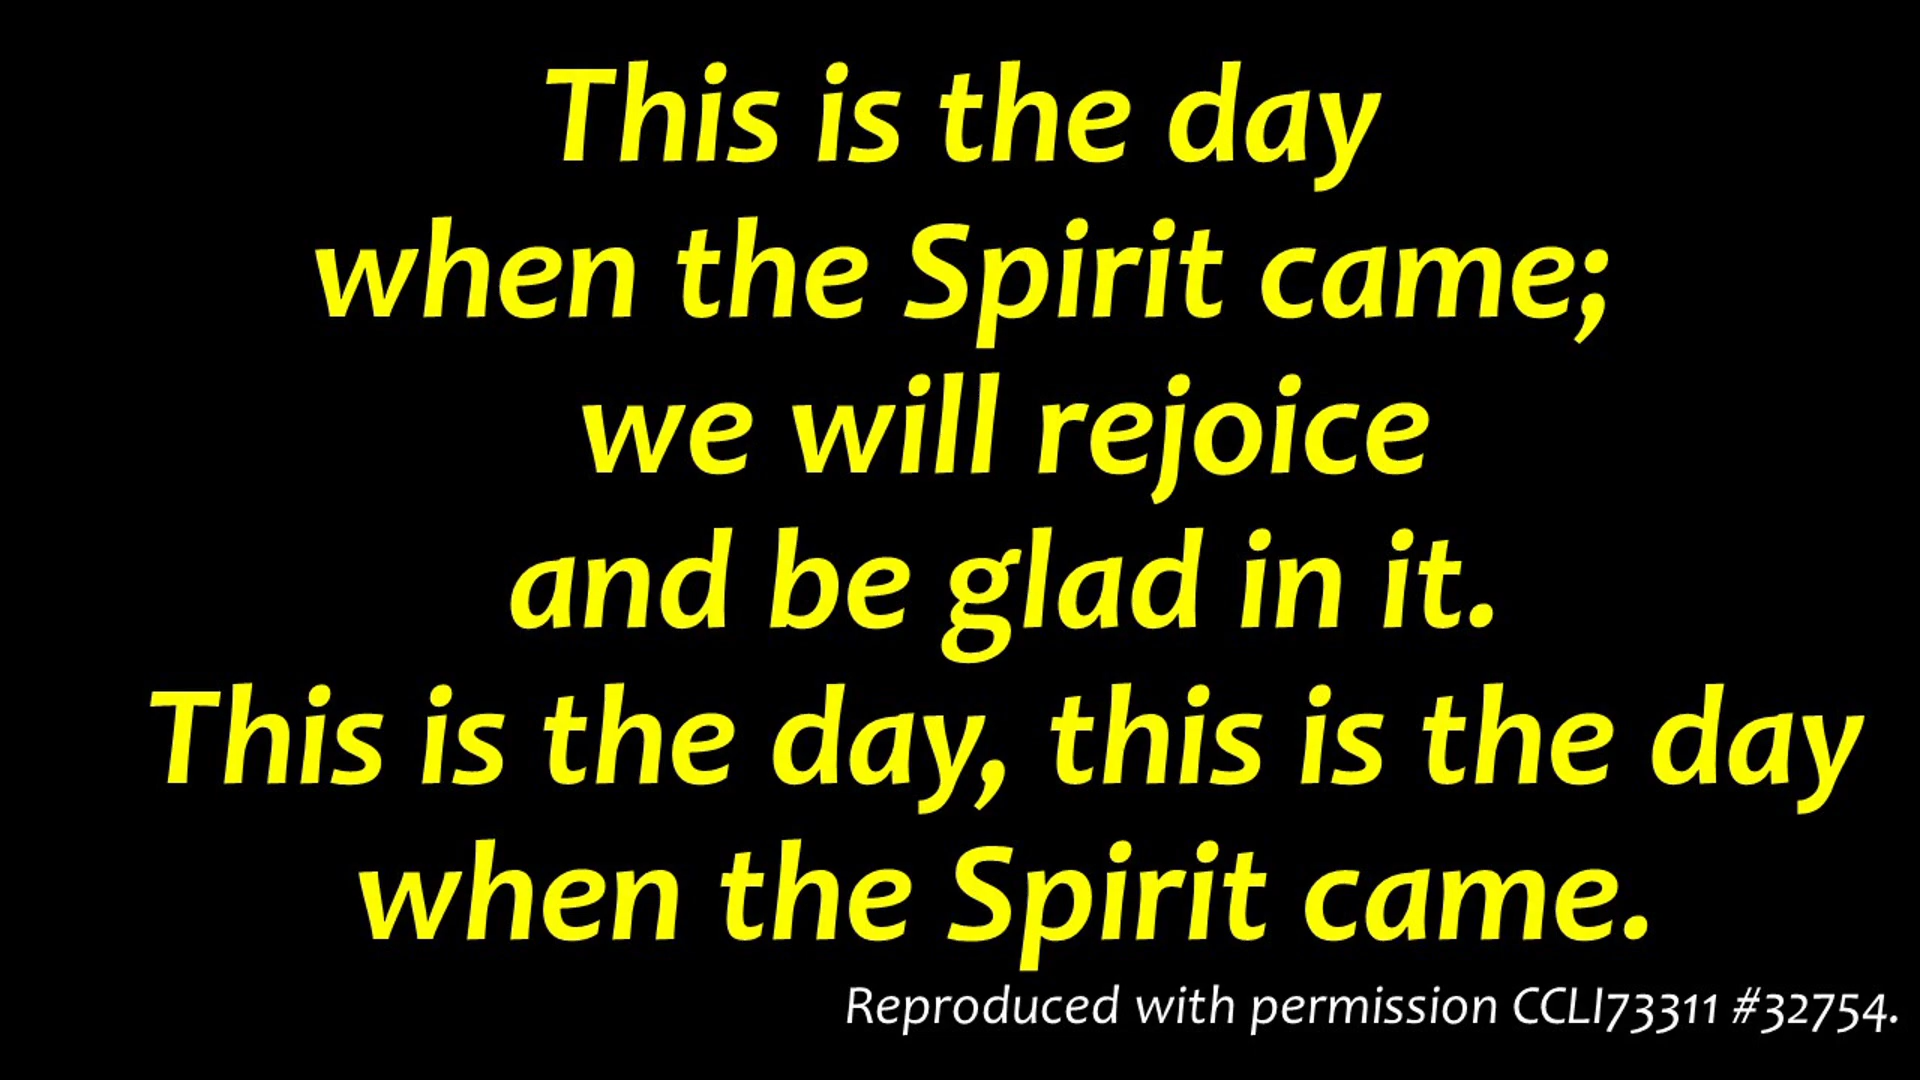 This is the day
when the Spirit came;
we will rejoice
and be glad in it.
This is the day, this is the day
when the Spirit came.
Reproduced with permission CCLI73311 #32754.